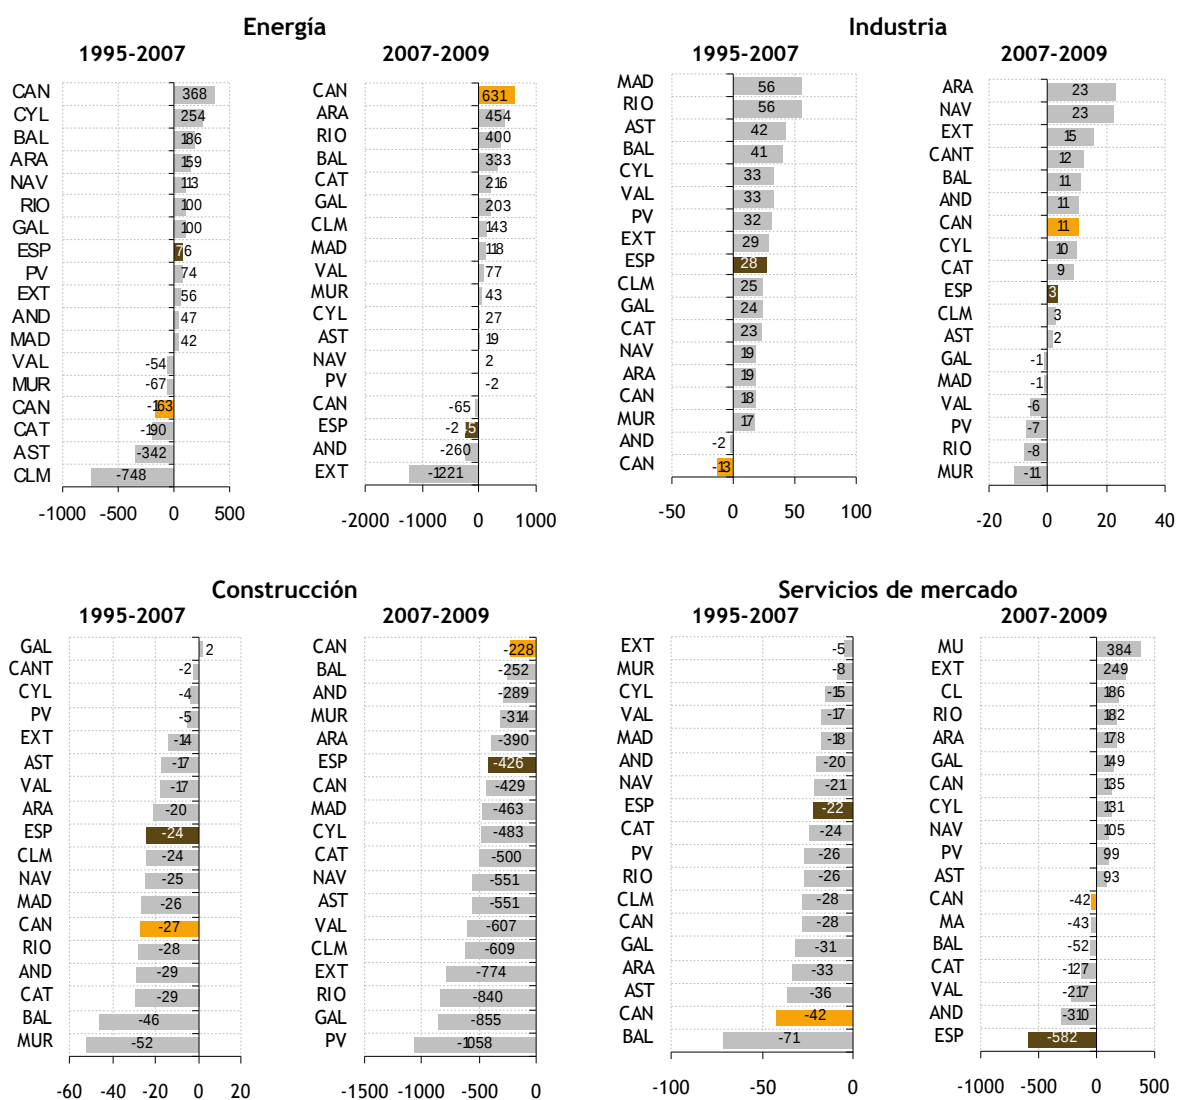 Energía
1995-2007
2007-2009
CAN 368
CYL 254
BAL 186
ARA 159
NAV 113
RIO 100
GAL 100
ESP 76
PV 74
EXT 56
AND 47
MAD 42
VAL -54
MUR -67
CAN -163
CAT -190
AST -342
CLM -748
-1000 -500 0 500
CAN 631
ARA 454
RIO 400
BAL 333
CAT 216
GAL 203
CLM 143
MAD 118
VAL 77
MUR 43
CYL 27
AST 19
NAV 2
PV -2
CAN -65
ESP
AND -260
EXT -1221
-2000 -1000 0 1000
Industria
1995-2007
2007-2009
MAD 56
RIO 56
AST 42
BAL 41
CYL 33
VAL 33
PV 32
EXT 29
ESP 28
CLM 25
GAL 24
CAT 23
NAV 19
ARA 19
CAN 18
MUR 17
AND -2
CAN -13
-50 0 50 100
ARA 23
NAV 23
EXT 15
CANT 12
BAL 11
AND 11
CAN 11
CYL 10
CAT 9
ESP 3
CLM 3
AST 2
GAL -1
MAD -1
VAL -6
PV -7
RIO -8
MUR -11
-20 0 20 40
Construcción
1995-2007
2007-2009
GAL 2
CANT -2
CYL -4
PV -5
EXT -14
AST -17
VAL -17
ARA -20
ESP -24
CLM -24
NAV -25
MAD -26
CAN -27
RIO -28
AND -29
CAT -29
BAL -46
MUR -52
-60 -40 -20 0 20
CAN -228
BAL -252
AND -289
MUR -314
ARA -390
ESP -426
CAN -429
MAD -463
CYL -483
CAT -500
NAV -551
AST -551
VAL -607
CLM -609
EXT -774
RIO -840
GAL -855
PV -1058
-1500 -1000 -500 0
Servicios de mercado
1995-2007
2007-2009
EXT -5
MUR -8
CYL -15
VAL -17
MAD -18
AND -20
NAV -21
ESP -22
CAT -24
PV -26
RIO -26
CLM -28
CAN -28
GAL -31
ARA -33
AST -36
CAN -42
BAL -71
-100 -50 0
MU 384
EXT 249
CL 186
RIO 182
ARA 178
GAL 149
CAN 135
CYL 131
NAV 105
PV 99
AST 93
CAN -42
MA -43
BAL -52
CAT -127
VAL -217
AND -310
ESP -582
-1000 -500 0 500